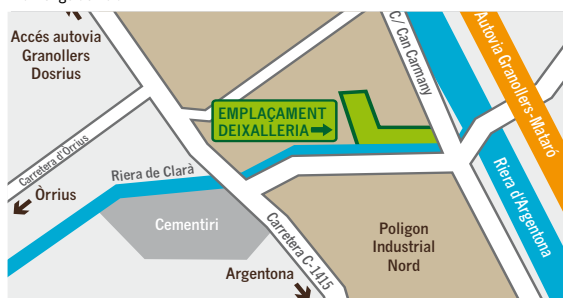 Accés autovia
Granollers
Dosrius
C/ Can Carmany
Autovia Granollers-Mataró
EMPLAÇAMENT
DEIXALLERIA
Carretera d'Òrrius
Riera de Clarà
Òrrius
Cementiri
Riera d'Argentona
Poligon
Industrial
Nord
Carretera C-1415
Argentona